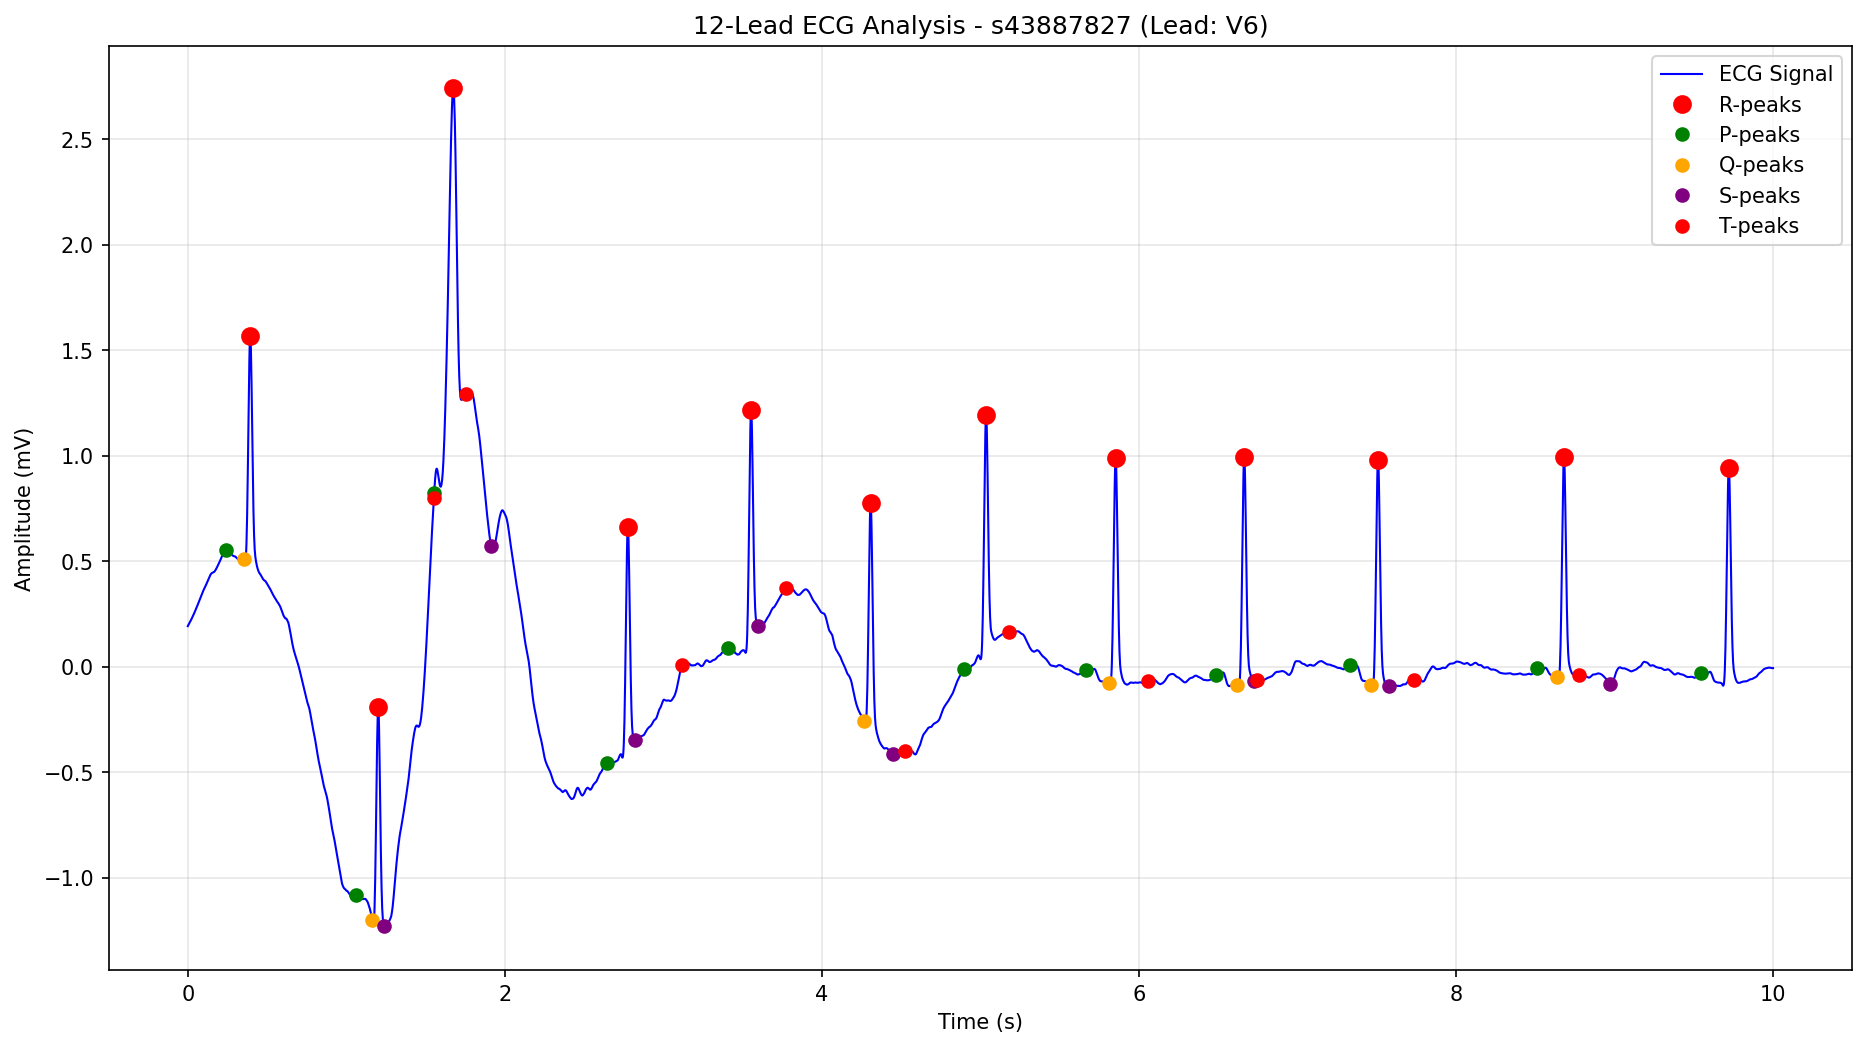 12-Lead ECG Analysis - s43887827 (Lead: V6)
ECG Signal
R-peaks
P-peaks
Q-peaks
S-peaks
T-peaks
Amplitude (mV)
2.5
2.0
1.5
1.0
0.5
0.0
−0.5
−1.0
0 2 4 6 8 10
Time (s)